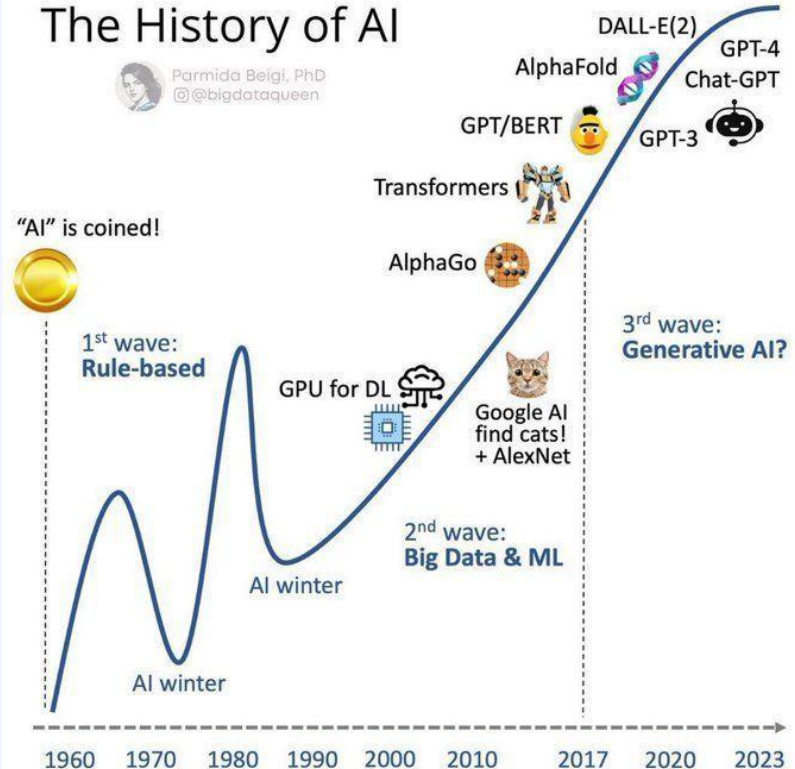 The History of AI
Parmida Beigi, PhD
@bigdataqueen
DALL-E(2)
GPT-4
AlphaFold
Chat-GPT
GPT/BERT
GPT-3
Transformers
"AI" is coined!
AlphaGo
1st wave:
Rule-based
3rd wave:
Generative AI?
GPU for DL
Google AI
find cats!
+ AlexNet
2nd wave:
Big Data & ML
AI winter
AI winter
1960 1970 1980 1990 2000 2010 2017 2020 2023